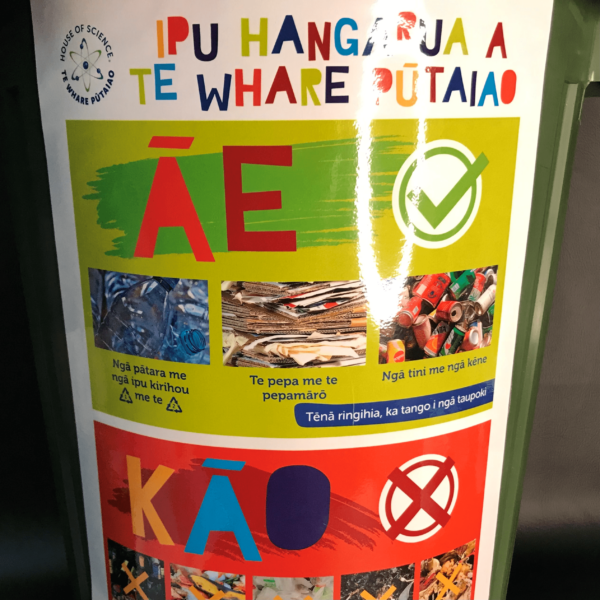 HOUSE OF SCIENCE
TE WHARE PŪTAIAO
IPU HANGARUA A
TE WHARE PŪTAIAO
ĀE
Ngā pātara me
ngā ipu kirihou
me te
Te pepa me te
pepamārō
Ngā tini me ngā kēne
Tēnā ringihia, ka tango i ngā taupoki
KĀO